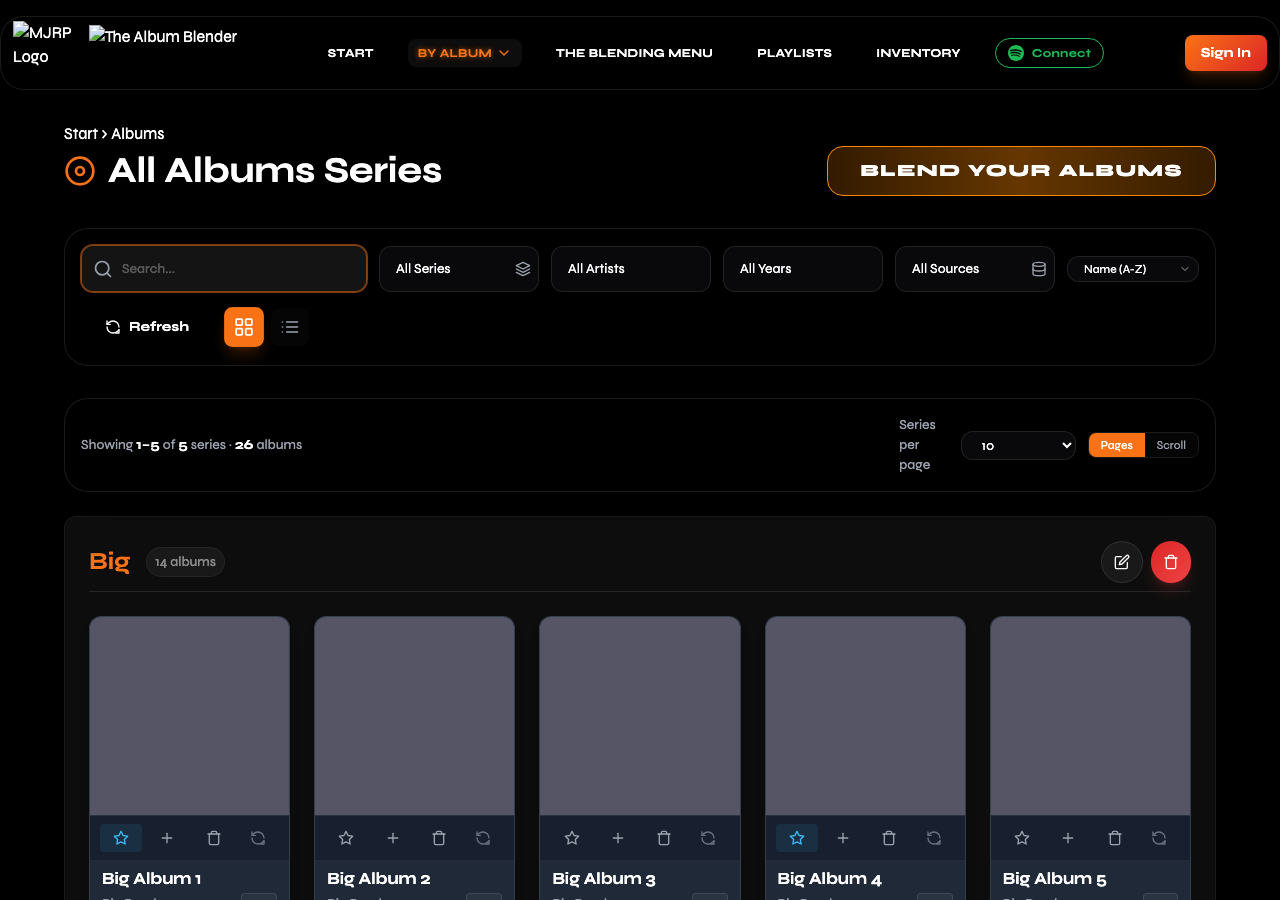 MJRP Logo
The Album Blender
START
BY ALBUM
THE BLENDING MENU
PLAYLISTS
INVENTORY
Connect
Sign In
Start › Albums
All Albums Series
BLEND YOUR ALBUMS
Search...
All Series
All Artists
All Years
All Sources
Name (A-Z)
Refresh
Showing 1–5 of 5 series · 26 albums
Series per page
10
Pages
Scroll
Big
14 albums
Big Album 1
Big Album 2
Big Album 3
Big Album 4
Big Album 5